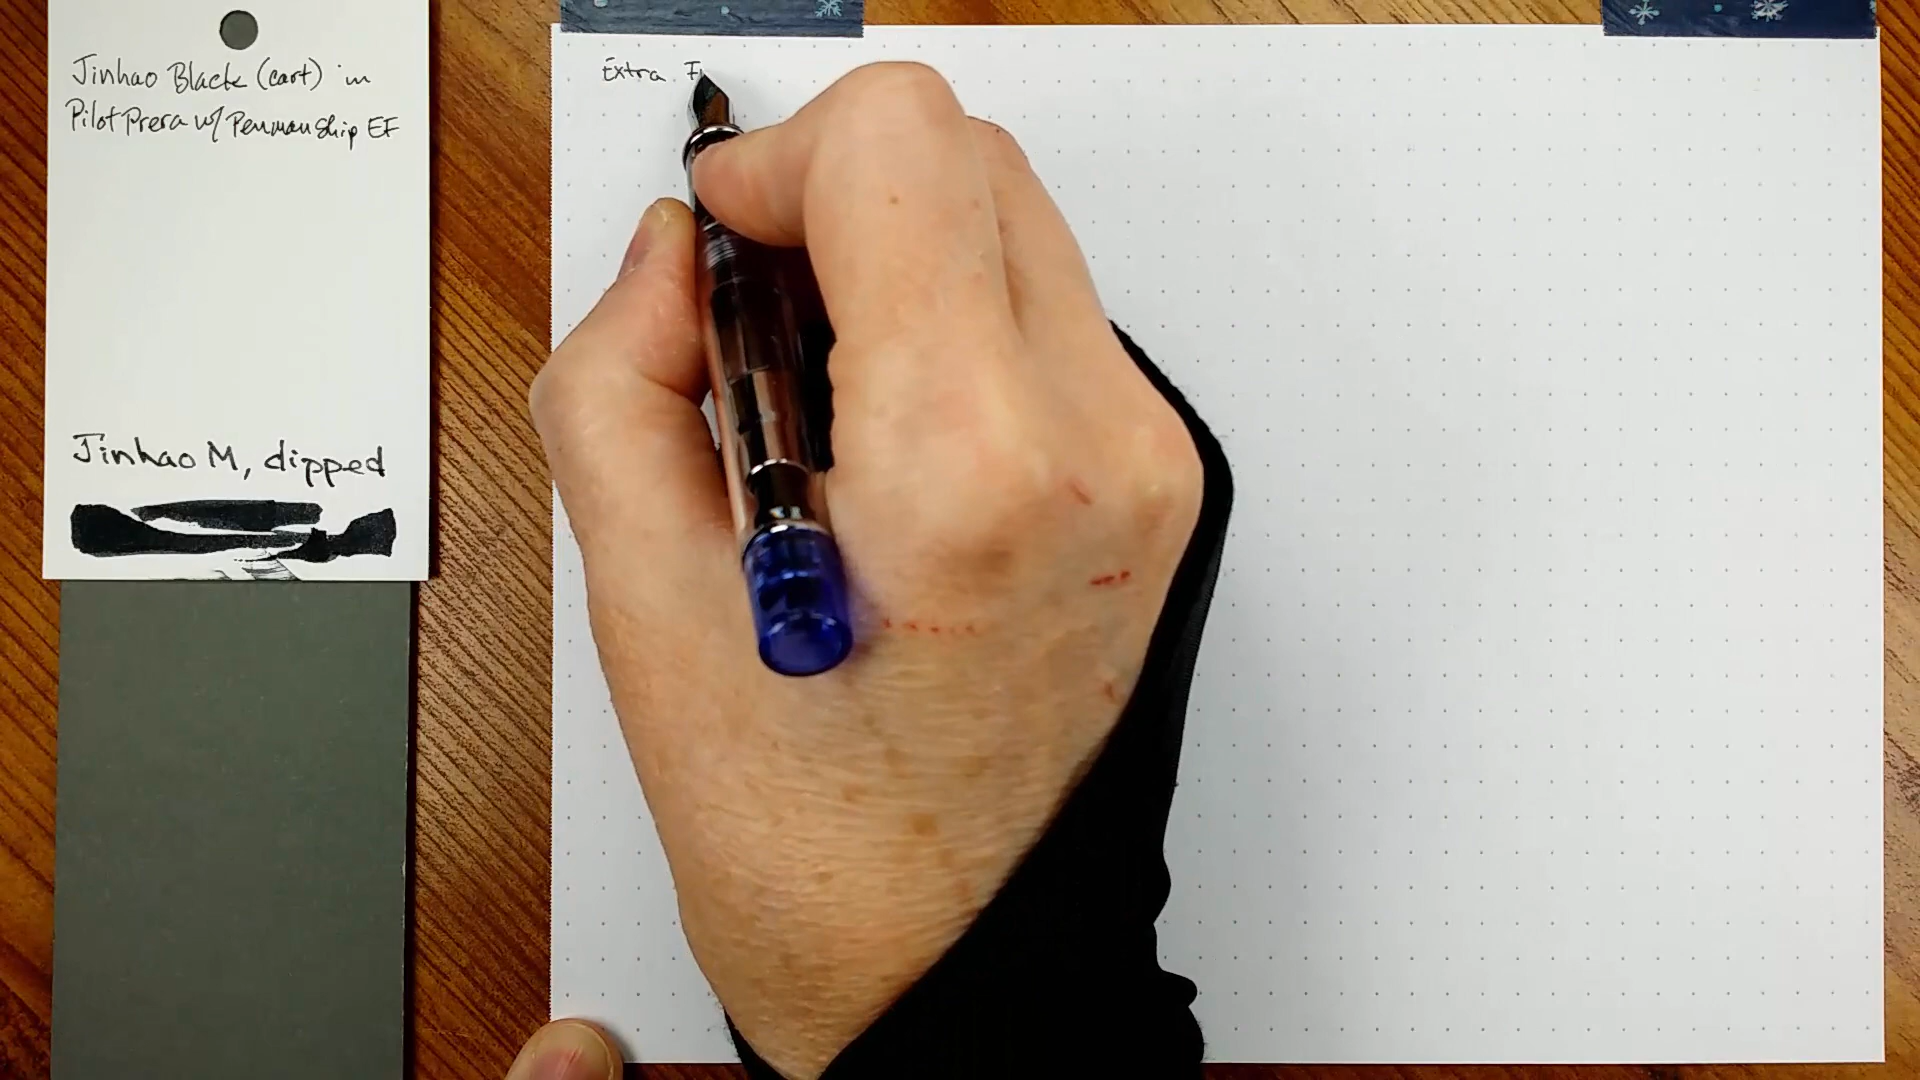 Jinhao Black (cart) in
Pilot Prera w/ Penmanship EF
Jinhao M, dipped
Extra F